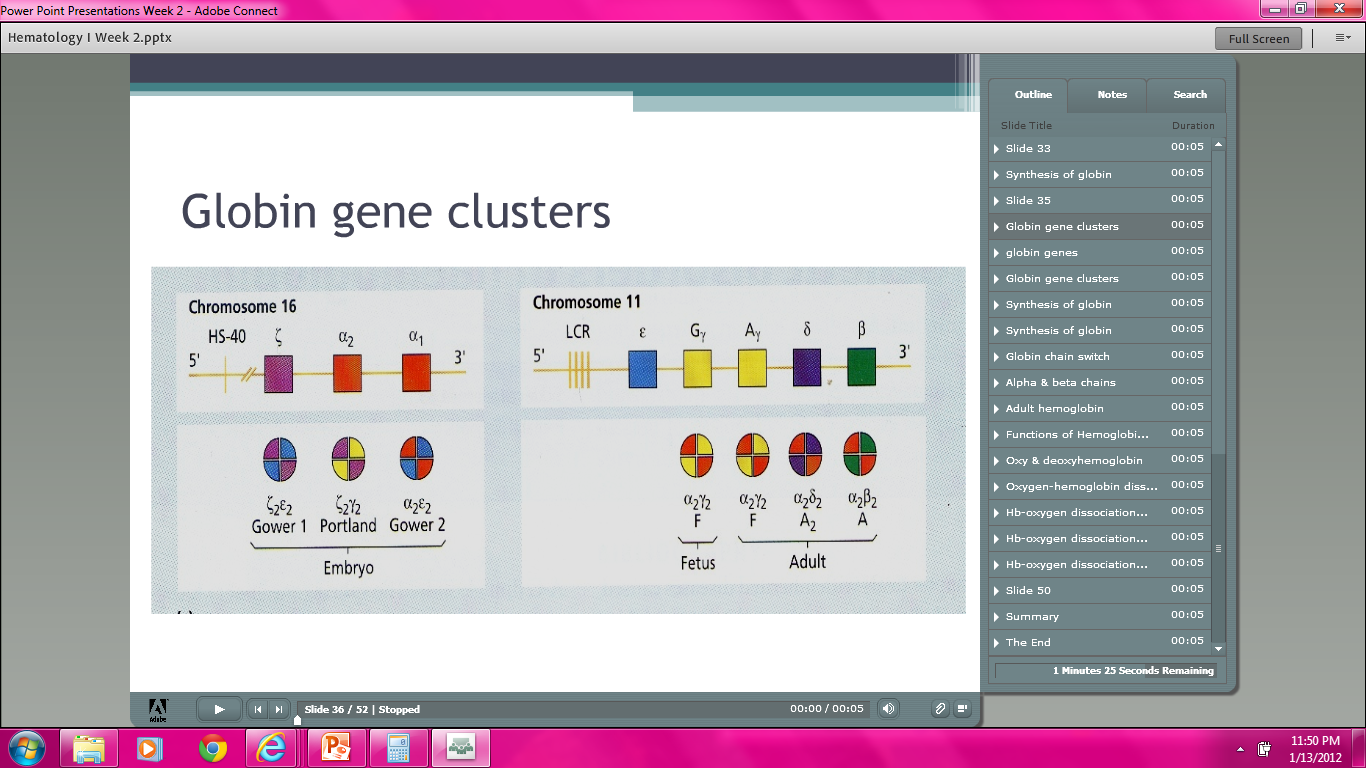 Power Point Presentations Week 2 - Adobe Connect
Hematology I Week 2.pptx
Full Screen
Globin gene clusters
Chromosome 16
HS-40 ζ α2 α1
5' 3'
ζ2ε2 ζ2γ2 α2ε2
Gower 1 Portland Gower 2
Embryo
Chromosome 11
LCR ε Gγ Aγ δ β
5' 3'
α2γ2 α2γ2 α2δ2 α2β2
F F A2 A
Fetus Adult
Outline Notes Search
Slide Title Duration
Slide 33 00:05
Synthesis of globin 00:05
Slide 35 00:05
Globin gene clusters 00:05
globin genes 00:05
Globin gene clusters 00:05
Synthesis of globin 00:05
Synthesis of globin 00:05
Globin chain switch 00:05
Alpha & beta chains 00:05
Adult hemoglobin 00:05
Functions of Hemoglobi... 00:05
Oxy & deoxyhemoglobin 00:05
Oxygen-hemoglobin diss... 00:05
Hb-oxygen dissociation... 00:05
Hb-oxygen dissociation... 00:05
Hb-oxygen dissociation... 00:05
Slide 50 00:05
Summary 00:05
The End 00:05
1 Minutes 25 Seconds Remaining
Adobe
Slide 36 / 52 | Stopped
00:00 / 00:05
11:50 PM
1/13/2012